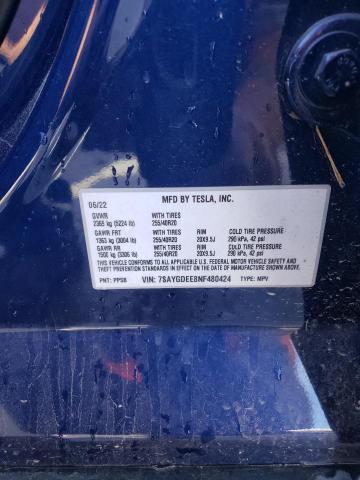 MFD BY TESLA, INC.
06/22
GVWR WITH TIRES
2369 kg (5224 lb) 255/40R20
GAWR FRT WITH TIRES RIM COLD TIRE PRESSURE
1363 kg (3004 lb) 255/40R20 20X9.5J 290 kPa, 42 psi
GAWR RR WITH TIRES RIM COLD TIRE PRESSURE
1500 kg (3306 lb) 255/40R20 20X9.5J 290 kPa, 42 psi
THIS VEHICLE CONFORMS TO ALL APPLICABLE U.S. FEDERAL MOTOR VEHICLE SAFETY AND
THEFT PREVENTION STANDARDS IN EFFECT ON THE DATE OF MANUFACTURE SHOWN ABOVE.
PNT: PPSB VIN: 7SAYGDEE8NF480424 TYPE: MPV